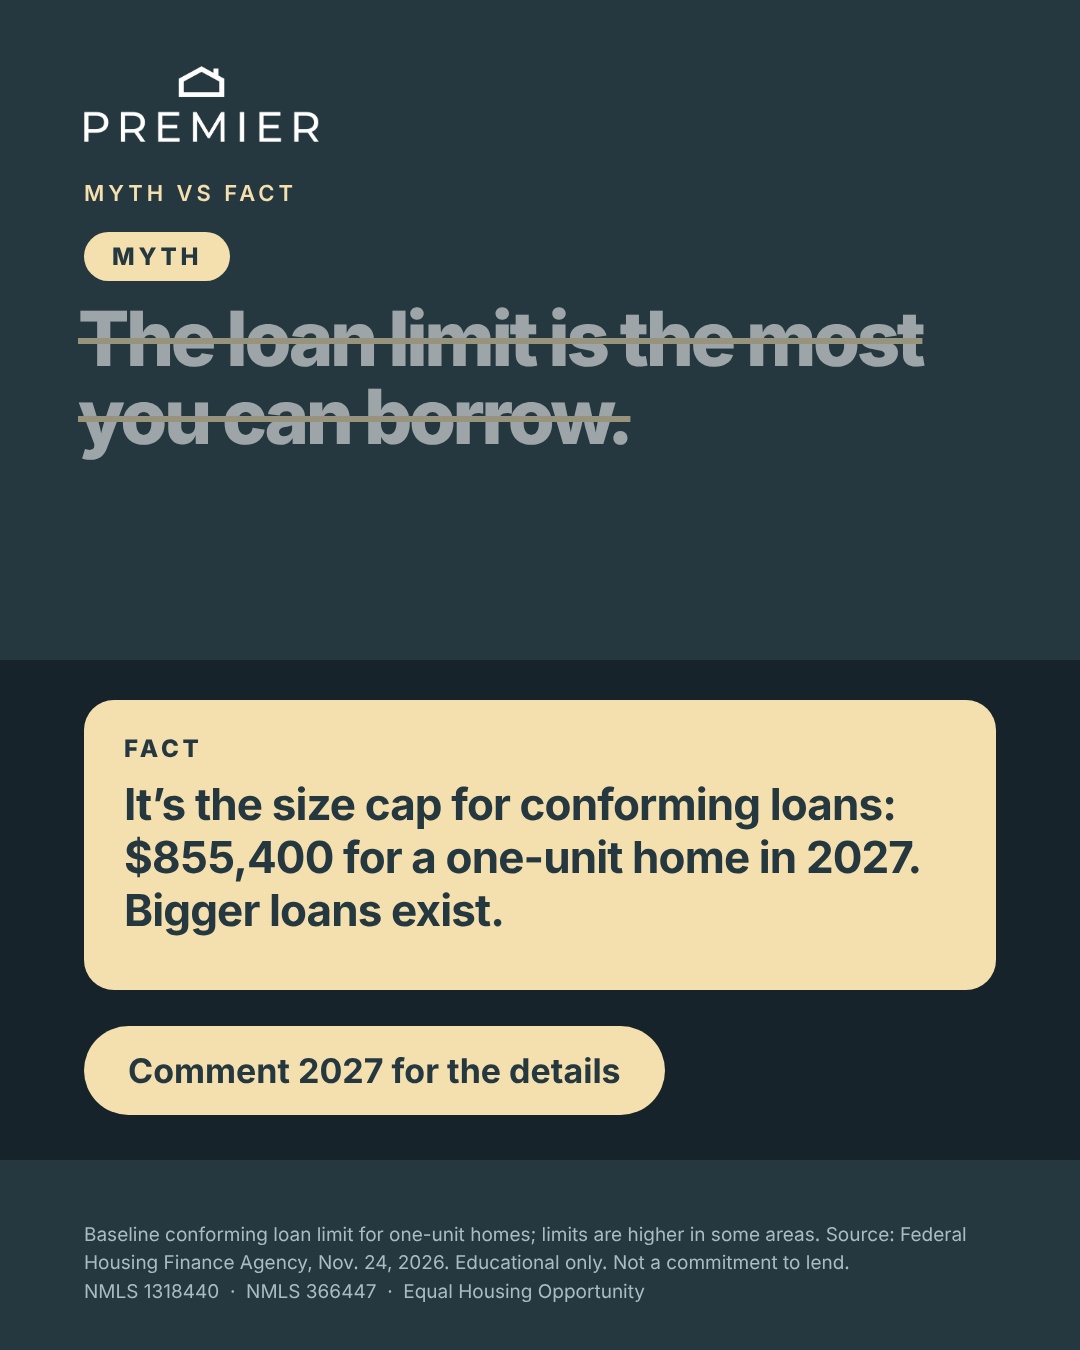 PREMIER
MYTH VS FACT
MYTH
The loan limit is the most
you can borrow.
FACT
It’s the size cap for conforming loans:
$855,400 for a one-unit home in 2027.
Bigger loans exist.
Comment 2027 for the details
Baseline conforming loan limit for one-unit homes; limits are higher in some areas. Source: Federal
Housing Finance Agency, Nov. 24, 2026. Educational only. Not a commitment to lend.
NMLS 1318440 · NMLS 366447 · Equal Housing Opportunity